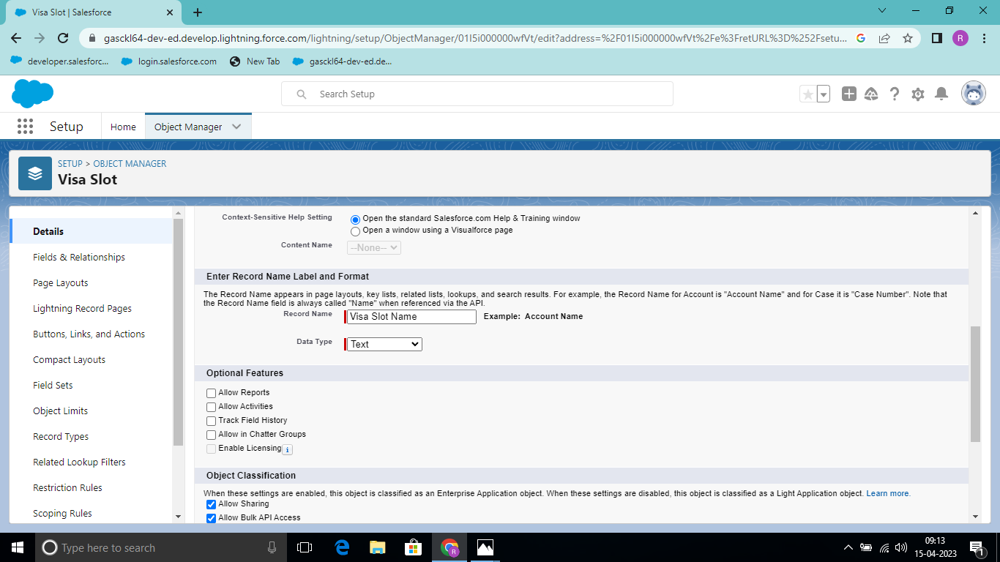 Visa Slot | Salesforce
gasckl64-dev-ed.develop.lightning.force.com/lightning/setup/ObjectManager/01I5i000000wfVt/edit?address=%2F01I5i000000wfVt%2Fe%3FretURL%3D%252Fsetu...
R
developer.salesforc...
login.salesforce.com
New Tab
gasckl64-dev-ed.de...
Search Setup
Setup
Home
Object Manager
SETUP > OBJECT MANAGER
Visa Slot
Details
Fields & Relationships
Page Layouts
Lightning Record Pages
Buttons, Links, and Actions
Compact Layouts
Field Sets
Object Limits
Record Types
Related Lookup Filters
Restriction Rules
Scoping Rules
Context-Sensitive Help Setting
Open the standard Salesforce.com Help & Training window
Open a window using a Visualforce page
Content Name
--None--
Enter Record Name Label and Format
The Record Name appears in page layouts, key lists, related lists, lookups, and search results. For example, the Record Name for Account is "Account Name" and for Case it is "Case Number". Note that
the Record Name field is always called "Name" when referenced via the API.
Record Name
Visa Slot Name
Example: Account Name
Data Type
Text
Optional Features
Allow Reports
Allow Activities
Track Field History
Allow in Chatter Groups
Enable Licensing
i
Object Classification
When these settings are enabled, this object is classified as an Enterprise Application object. When these settings are disabled, this object is classified as a Light Application object. Learn more.
Allow Sharing
Allow Bulk API Access
Type here to search
R
09:13
15-04-2023
1